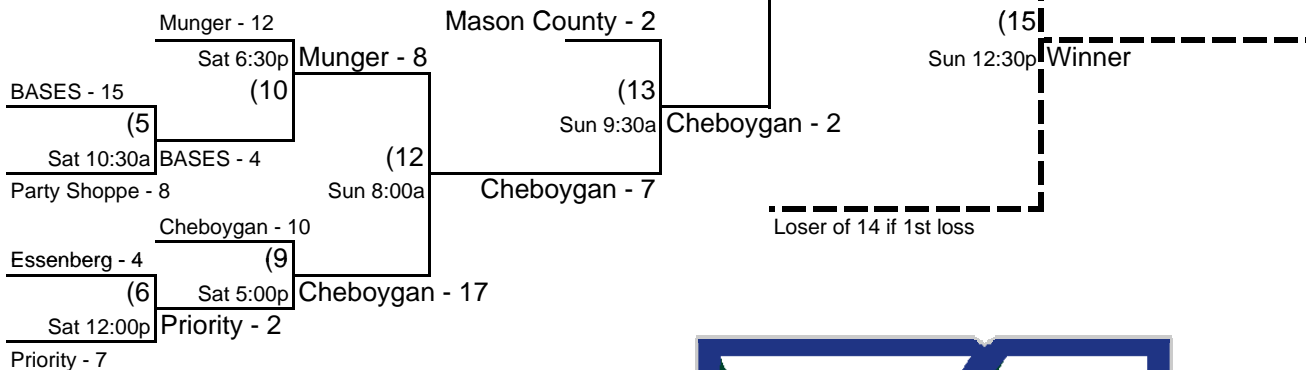 Munger - 12
Mason County - 2
(15
Sat 6:30p
Munger - 8
Sun 12:30p
Winner
BASES - 15
(10
(13
(5
Sun 9:30a
Cheboygan - 2
Sat 10:30a
BASES - 4
(12
Party Shoppe - 8
Sun 8:00a
Cheboygan - 7
Cheboygan - 10
Loser of 14 if 1st loss
Essenberg - 4
(9
(6
Sat 5:00p
Cheboygan - 17
Sat 12:00p
Priority - 2
Priority - 7